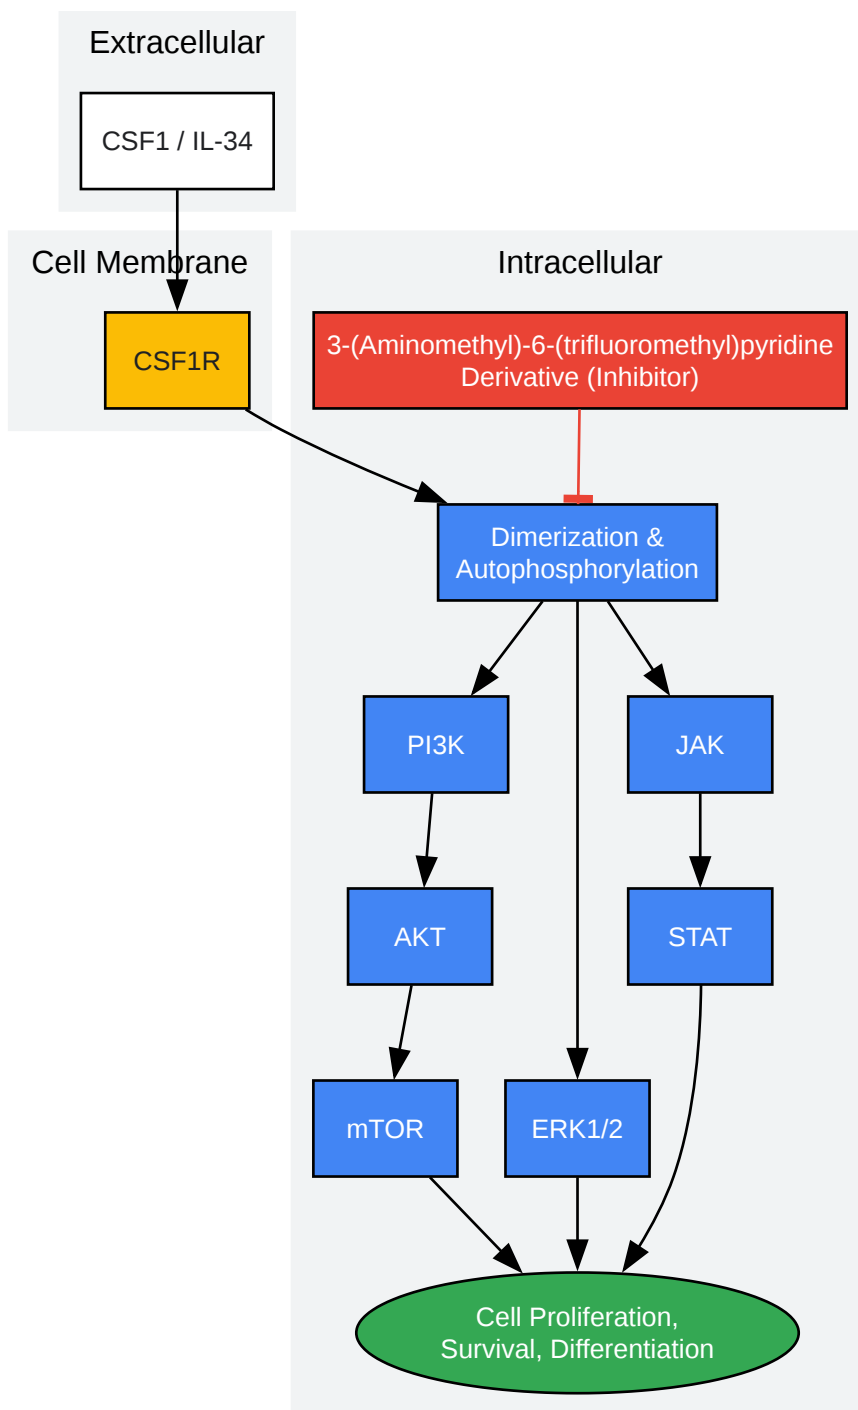 Extracellular
CSF1 / IL-34
Cell Membrane
CSF1R
Intracellular
3-(Aminomethyl)-6-(trifluoromethyl)pyridine
Derivative (Inhibitor)
Dimerization &
Autophosphorylation
PI3K
JAK
AKT
STAT
mTOR
ERK1/2
Cell Proliferation,
Survival, Differentiation